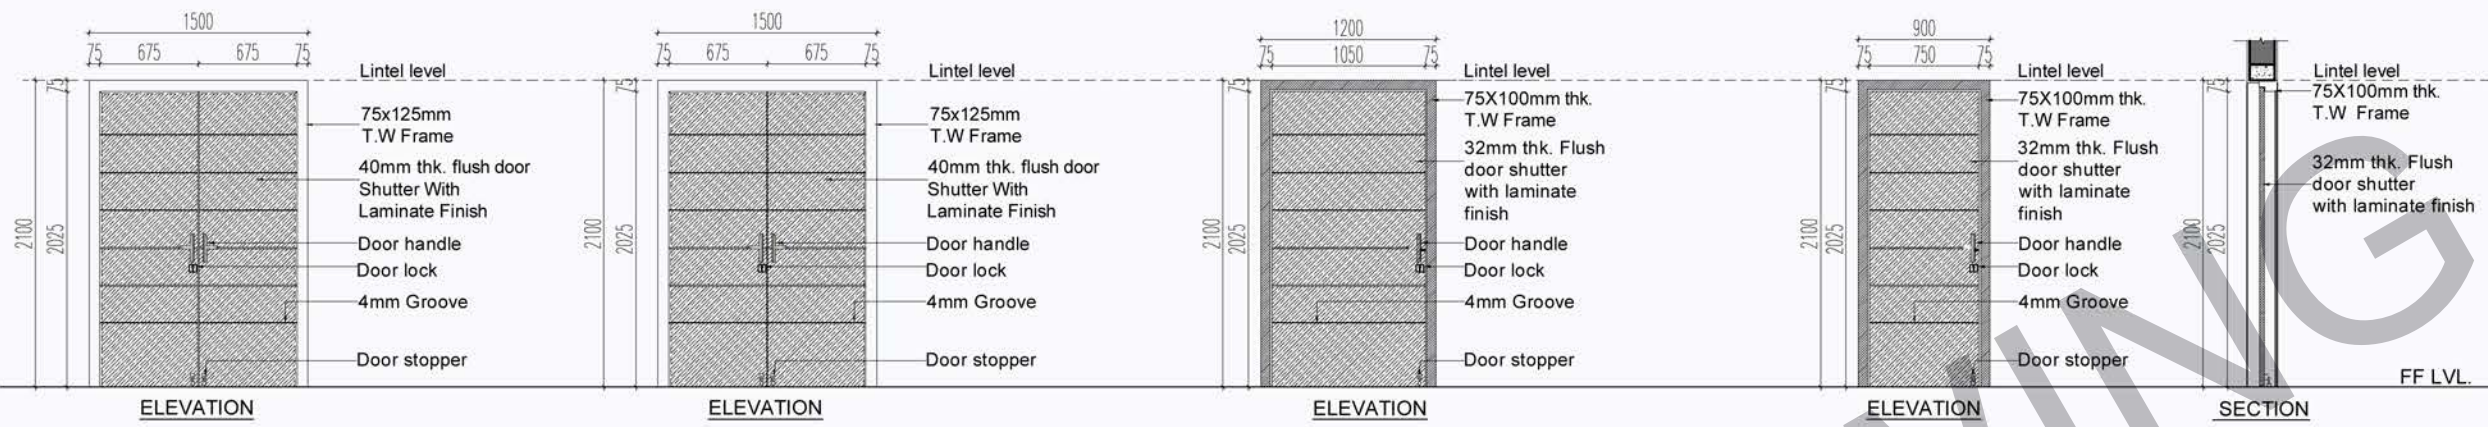 1500
75 675 675 75
Lintel level
75
75x125mm
T.W Frame
40mm thk. flush door
Shutter With
Laminate Finish
2100
2025
Door handle
Door lock
4mm Groove
Door stopper
ELEVATION
1500
75 675 675 75
Lintel level
75
75x125mm
T.W Frame
40mm thk. flush door
Shutter With
Laminate Finish
2100
2025
Door handle
Door lock
4mm Groove
Door stopper
ELEVATION
1200
75 1050 75
Lintel level
75
75X100mm thk.
T.W Frame
32mm thk. Flush
door shutter
with laminate
finish
2100
2025
Door handle
Door lock
4mm Groove
Door stopper
ELEVATION
900
75 750 75
Lintel level
75
75X100mm thk.
T.W Frame
32mm thk. Flush
door shutter
with laminate
finish
2100
2025
Door handle
Door lock
4mm Groove
Door stopper
ELEVATION
Lintel level
75
75X100mm thk.
T.W Frame
32mm thk. Flush
door shutter
with laminate finish
2100
2025
FF LVL.
SECTION
VING